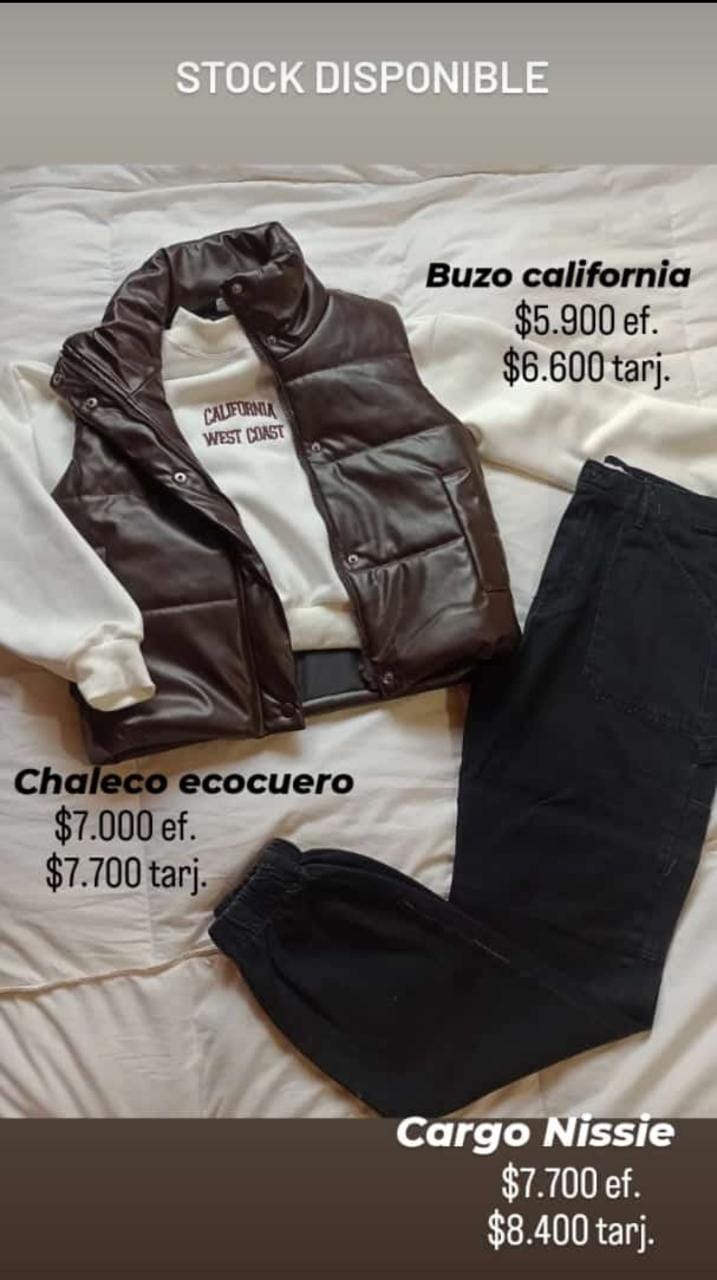 STOCK DISPONIBLE
Buzo california
$5.900 ef.
$6.600 tarj.
CALIFORNIA
WEST COAST
Chaleco ecocuero
$7.000 ef.
$7.700 tarj.
Cargo Nissie
$7.700 ef.
$8.400 tarj.